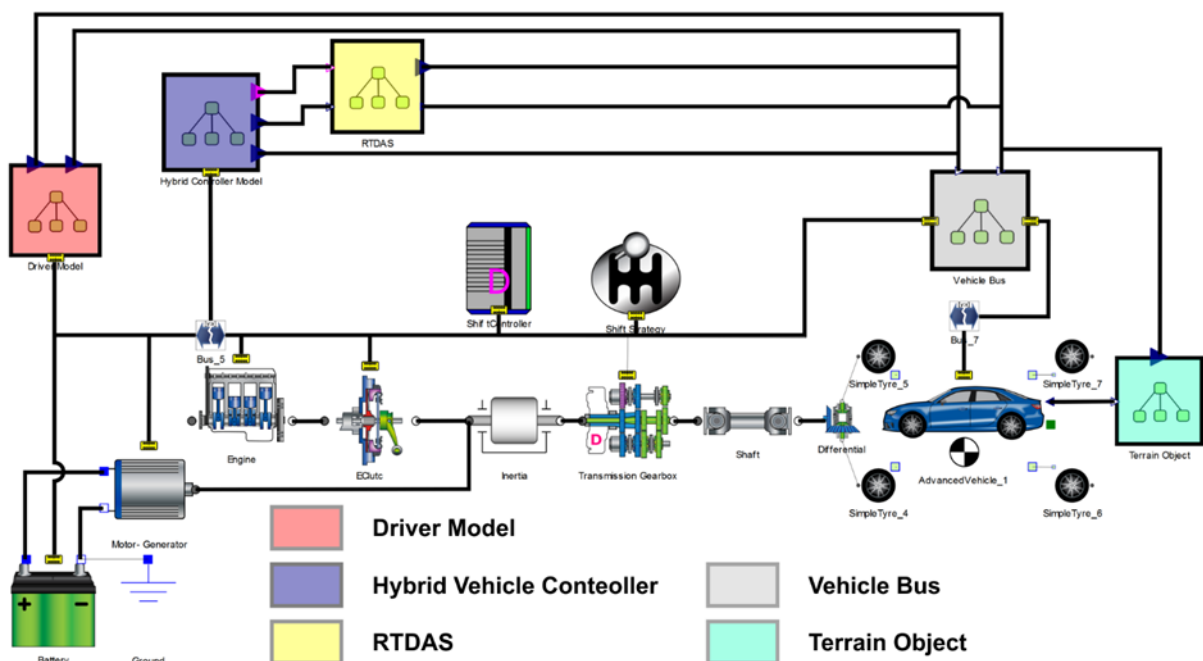 RTDAS
Hybrid Controller Model
Driver Model
D
ShiftController
Shift Strategy
Vehicle Bus
Bus_5
Bus_7
SimpleTyre_5
SimpleTyre_7
D
Engine
EClutc
Inertia
Transmission Gearbox
Shaft
Differential
AdvancedVehicle_1
Terrain Object
SimpleTyre_4
SimpleTyre_6
Motor- Generator
+ −
Battery
Ground
Driver Model
Hybrid Vehicle Conteoller
Vehicle Bus
RTDAS
Terrain Object